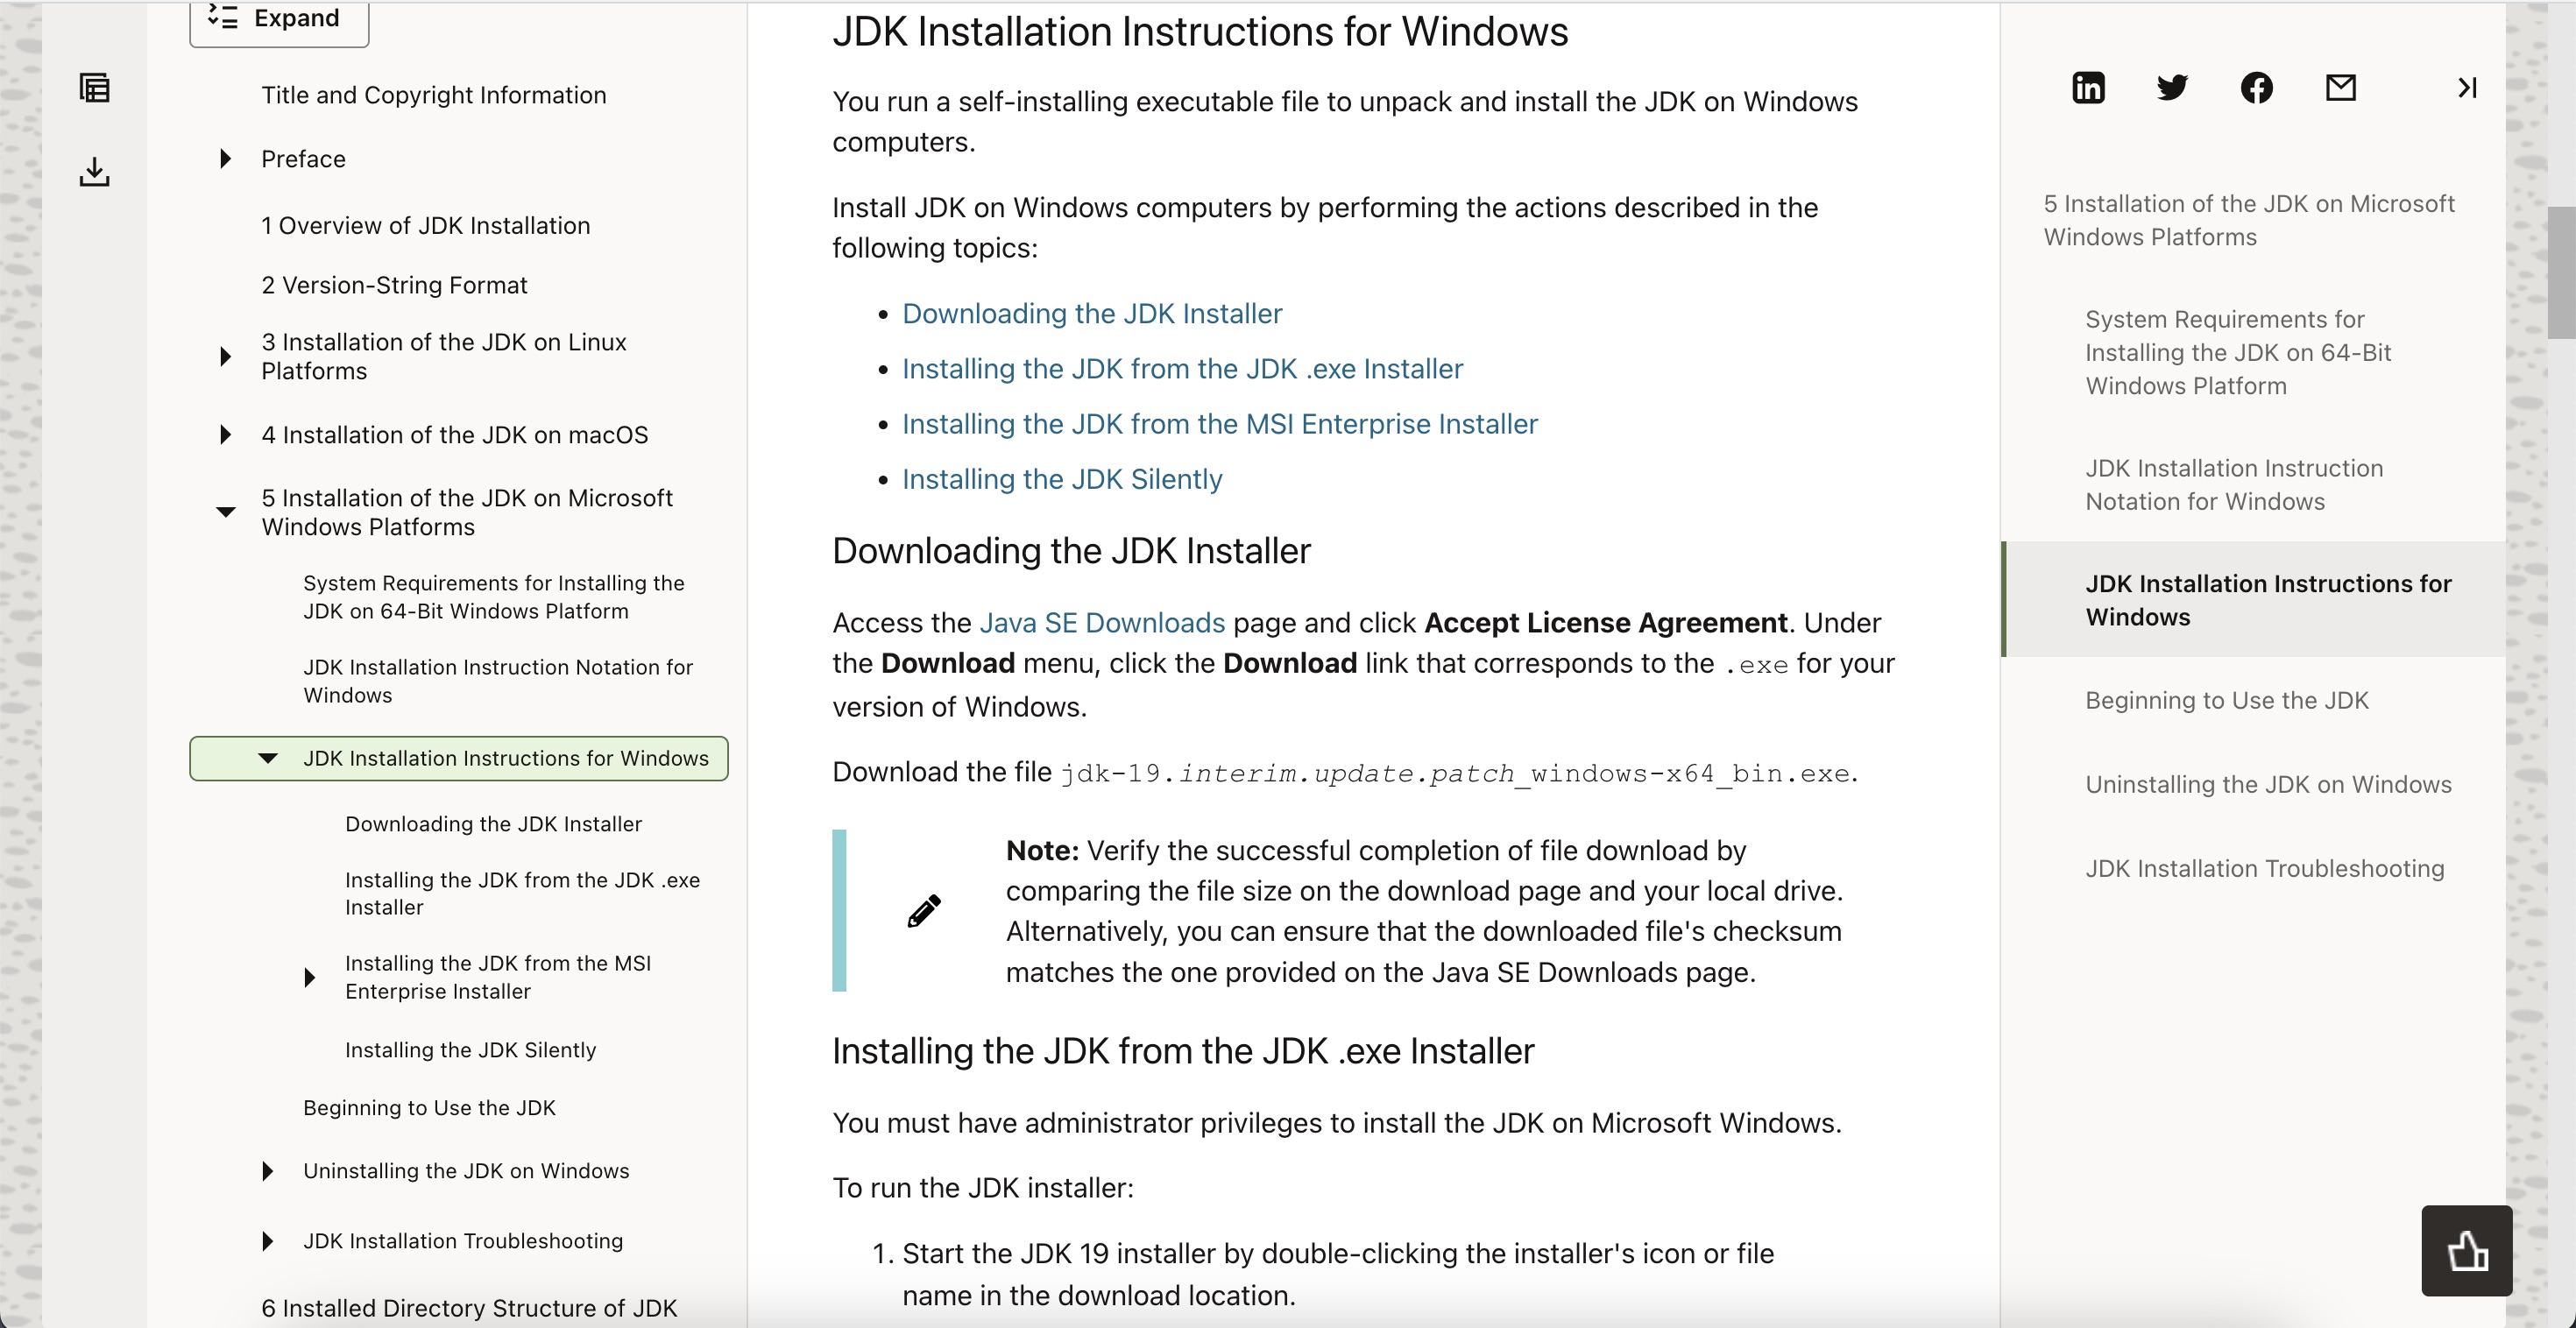 Expand
Title and Copyright Information
Preface
1 Overview of JDK Installation
2 Version-String Format
3 Installation of the JDK on Linux
Platforms
4 Installation of the JDK on macOS
5 Installation of the JDK on Microsoft
Windows Platforms
System Requirements for Installing the
JDK on 64-Bit Windows Platform
JDK Installation Instruction Notation for
Windows
JDK Installation Instructions for Windows
Downloading the JDK Installer
Installing the JDK from the JDK .exe
Installer
Installing the JDK from the MSI
Enterprise Installer
Installing the JDK Silently
Beginning to Use the JDK
Uninstalling the JDK on Windows
JDK Installation Troubleshooting
6 Installed Directory Structure of JDK
JDK Installation Instructions for Windows
You run a self-installing executable file to unpack and install the JDK on Windows
computers.
Install JDK on Windows computers by performing the actions described in the
following topics:
• Downloading the JDK Installer
• Installing the JDK from the JDK .exe Installer
• Installing the JDK from the MSI Enterprise Installer
• Installing the JDK Silently
Downloading the JDK Installer
Access the Java SE Downloads page and click Accept License Agreement. Under
the Download menu, click the Download link that corresponds to the .exe for your
version of Windows.
Download the file jdk-19.interim.update.patch_windows-x64_bin.exe.
Note: Verify the successful completion of file download by
comparing the file size on the download page and your local drive.
Alternatively, you can ensure that the downloaded file's checksum
matches the one provided on the Java SE Downloads page.
Installing the JDK from the JDK .exe Installer
You must have administrator privileges to install the JDK on Microsoft Windows.
To run the JDK installer:
1. Start the JDK 19 installer by double-clicking the installer's icon or file
name in the download location.
in
5 Installation of the JDK on Microsoft
Windows Platforms
System Requirements for
Installing the JDK on 64-Bit
Windows Platform
JDK Installation Instruction
Notation for Windows
JDK Installation Instructions for
Windows
Beginning to Use the JDK
Uninstalling the JDK on Windows
JDK Installation Troubleshooting